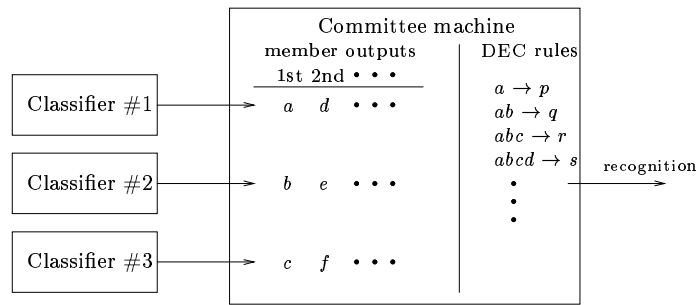 Committee machine
member outputs
DEC rules
1st 2nd • • •
Classifier #1
a d • • •
a → p
ab → q
abc → r
abcd → s
•
•
•
recognition
Classifier #2
b e • • •
Classifier #3
c f • • •